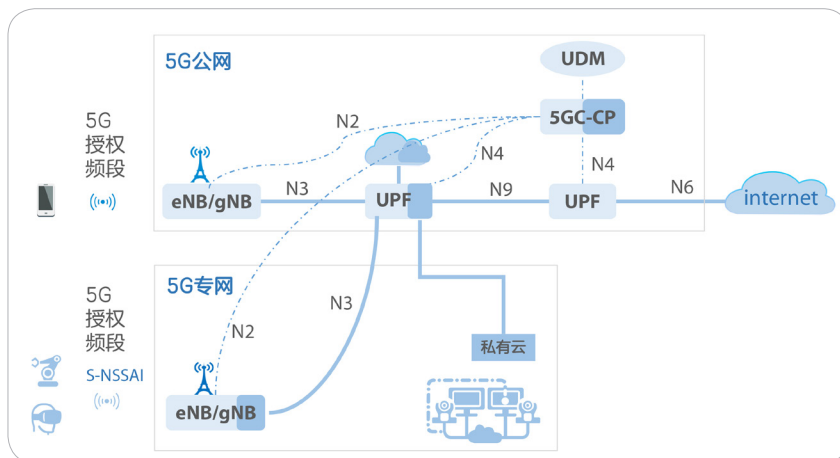 5G公网
UDM
5GC-CP
N2
N4
N4
5G
授权
频段
eNB/gNB
N3
UPF
N9
UPF
N6
internet
5G专网
5G
授权
频段
S-NSSAI
N2
N3
私有云
eNB/gNB